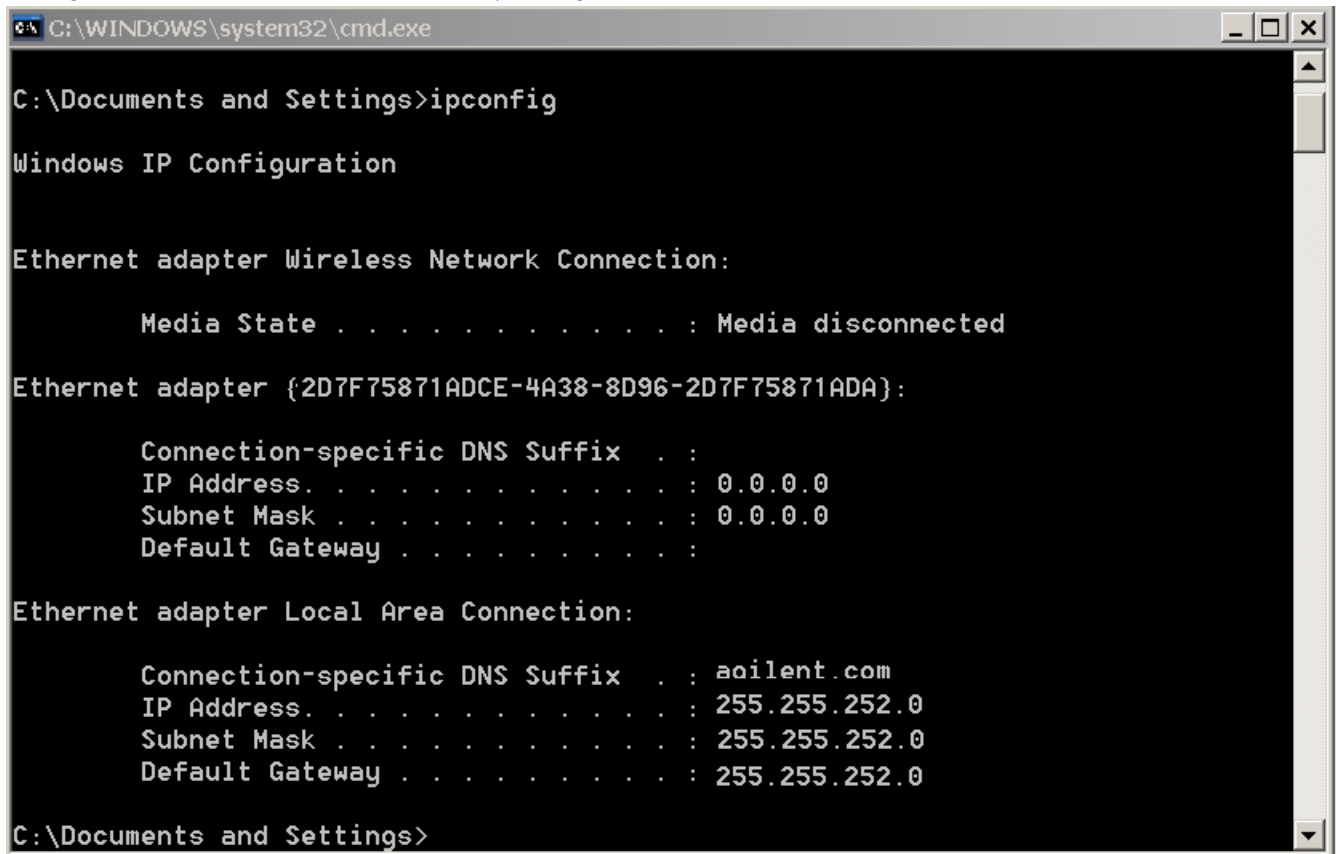 C:\WINDOWS\system32\cmd.exe
C:\Documents and Settings>ipconfig
Windows IP Configuration
Ethernet adapter Wireless Network Connection:
Media State . . . . . . . . . . . : Media disconnected
Ethernet adapter {2D7F75871ADCE-4A38-8D96-2D7F75871ADA}:
Connection-specific DNS Suffix . :
IP Address. . . . . . . . . . . . : 0.0.0.0
Subnet Mask . . . . . . . . . . . : 0.0.0.0
Default Gateway . . . . . . . . . :
Ethernet adapter Local Area Connection:
Connection-specific DNS Suffix . : agilent.com
IP Address. . . . . . . . . . . . : 255.255.252.0
Subnet Mask . . . . . . . . . . . : 255.255.252.0
Default Gateway . . . . . . . . . : 255.255.252.0
C:\Documents and Settings>